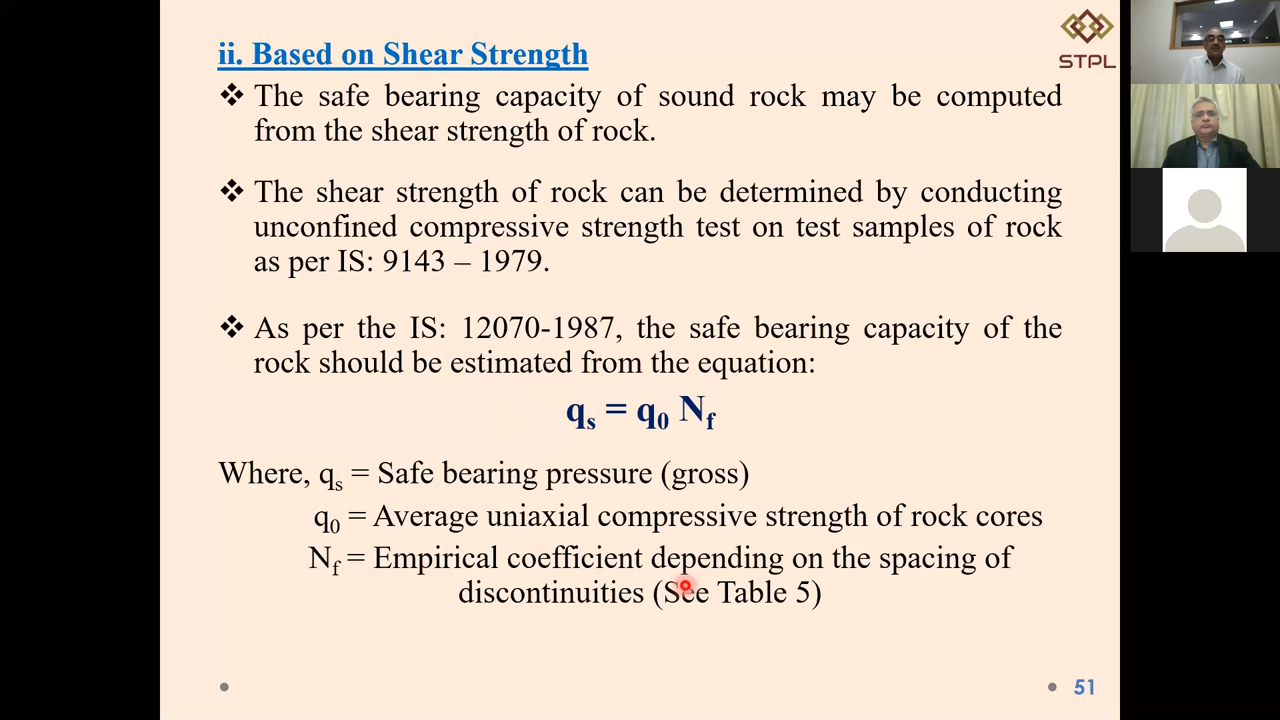 ii. Based on Shear Strength
STPL
❖ The safe bearing capacity of sound rock may be computed
from the shear strength of rock.
❖ The shear strength of rock can be determined by conducting
unconfined compressive strength test on test samples of rock
as per IS: 9143 – 1979.
❖ As per the IS: 12070-1987, the safe bearing capacity of the
rock should be estimated from the equation:
qs = q0 Nf
Where, qs = Safe bearing pressure (gross)
q0 = Average uniaxial compressive strength of rock cores
Nf = Empirical coefficient depending on the spacing of
discontinuities (See Table 5)
51